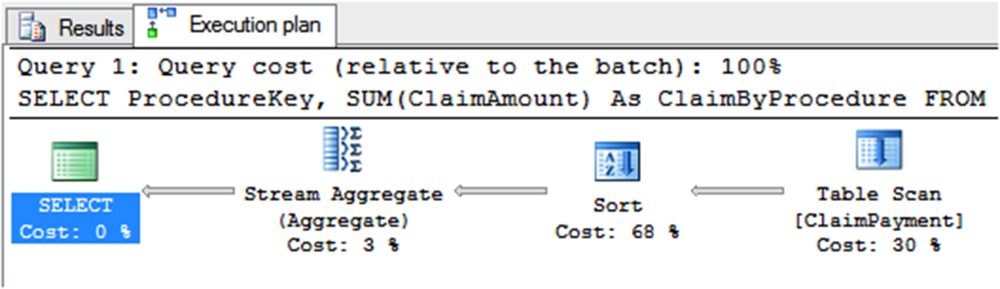 Results
Execution plan
Query 1: Query cost (relative to the batch): 100%
SELECT ProcedureKey, SUM(ClaimAmount) As ClaimByProcedure FROM
SELECT
Cost: 0 %
Stream Aggregate
(Aggregate)
Cost: 3 %
Sort
Cost: 68 %
Table Scan
[ClaimPayment]
Cost: 30 %